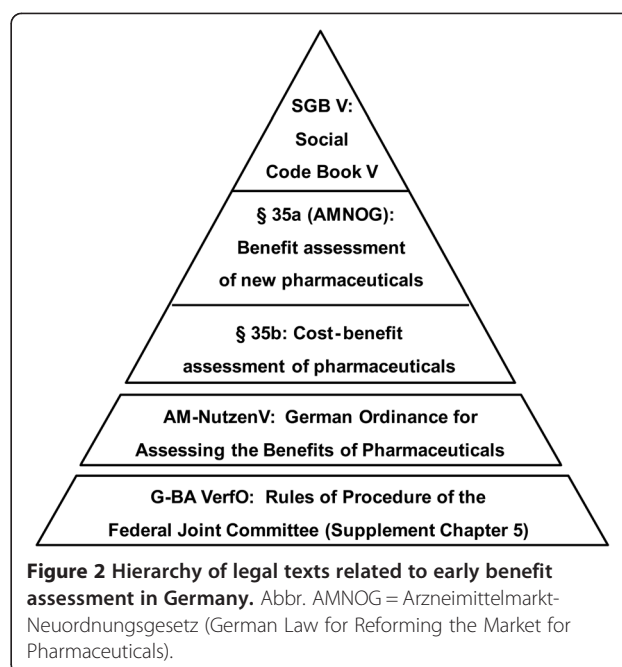 SGB V:
Social
Code Book V
§ 35a (AMNOG):
Benefit assessment
of new pharmaceuticals
§ 35b: Cost-benefit
assessment of pharmaceuticals
AM-NutzenV: German Ordinance for
Assessing the Benefits of Pharmaceuticals
G-BA VerfO: Rules of Procedure of the
Federal Joint Committee (Supplement Chapter 5)
Figure 2 Hierarchy of legal texts related to early benefit
assessment in Germany. Abbr. AMNOG = Arzneimittelmarkt-
Neuordnungsgesetz (German Law for Reforming the Market for
Pharmaceuticals).